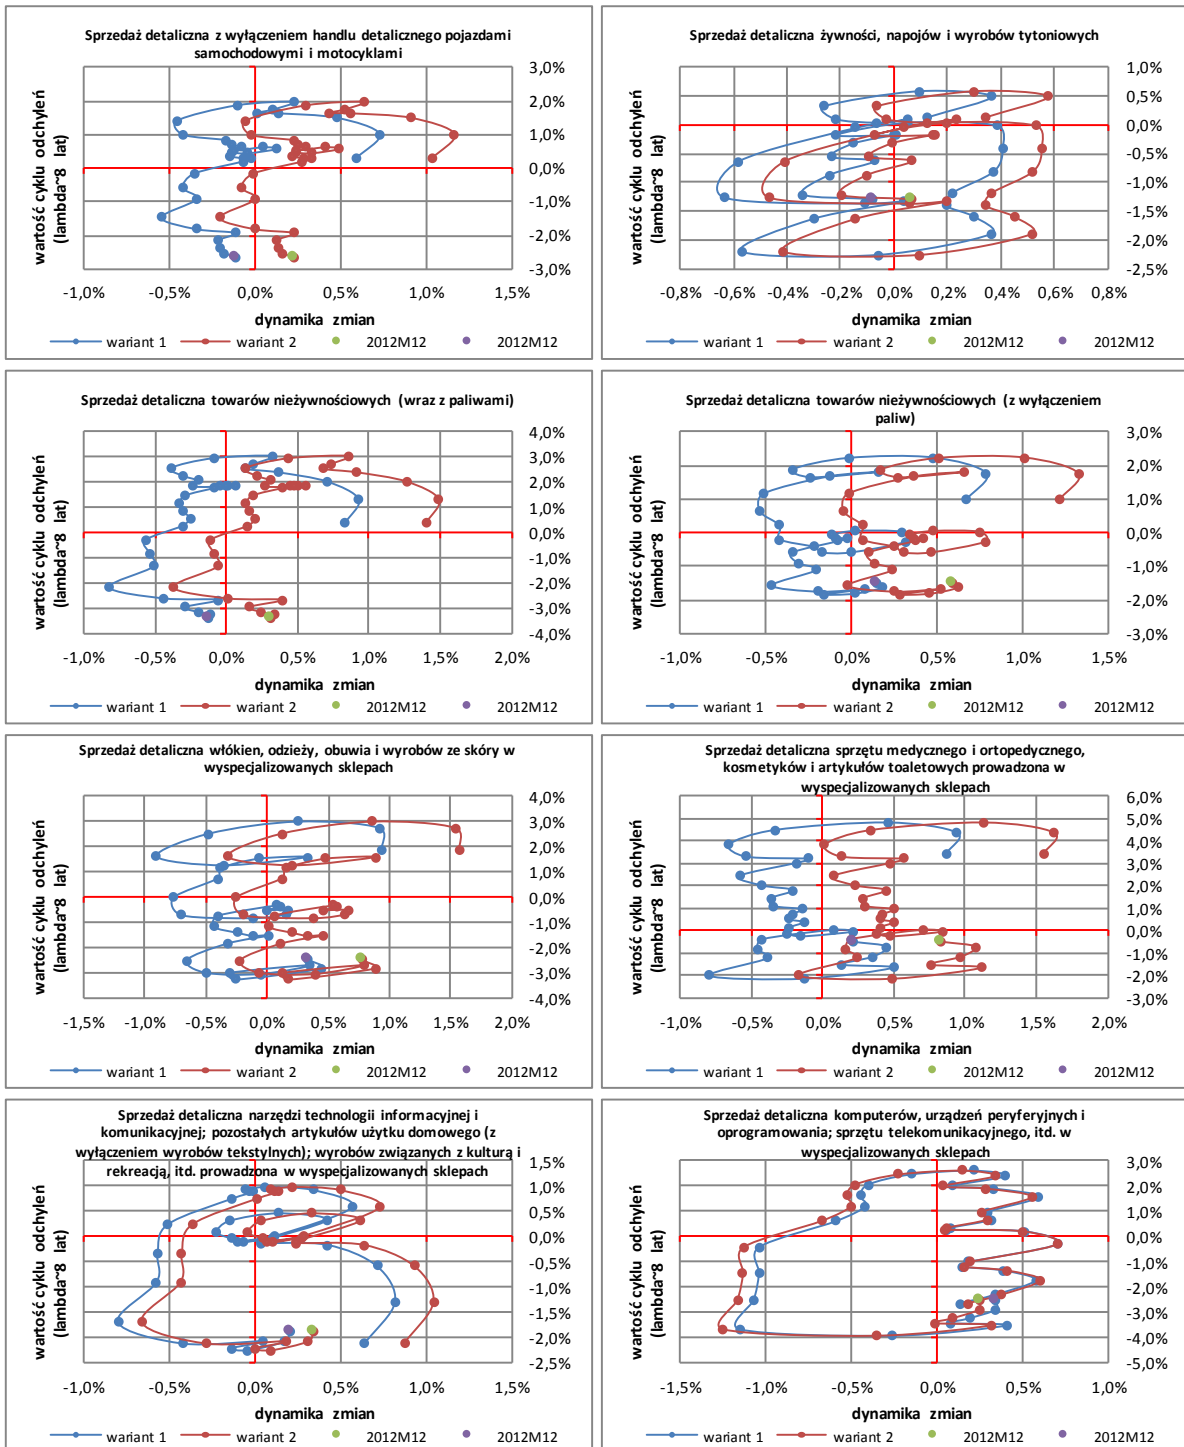 Sprzedaż detaliczna z wyłączeniem handlu detalicznego pojazdami
samochodowymi i motocyklami
wartość cyklu odchyleń
(lambda~8 lat)
3,0%
2,0%
1,0%
0,0%
-1,0%
-2,0%
-3,0%
-1,0% -0,5% 0,0% 0,5% 1,0% 1,5%
dynamika zmian
wariant 1 wariant 2 2012M12 2012M12
Sprzedaż detaliczna żywności, napojów i wyrobów tytoniowych
wartość cyklu odchyleń
(lambda~8 lat)
1,0%
0,5%
0,0%
-0,5%
-1,0%
-1,5%
-2,0%
-2,5%
-0,8% -0,6% -0,4% -0,2% 0,0% 0,2% 0,4% 0,6% 0,8%
dynamika zmian
wariant 1 wariant 2 2012M12 2012M12
Sprzedaż detaliczna towarów nieżywnościowych (wraz z paliwami)
wartość cyklu odchyleń
(lambda~8 lat)
4,0%
3,0%
2,0%
1,0%
0,0%
-1,0%
-2,0%
-3,0%
-4,0%
-1,0% -0,5% 0,0% 0,5% 1,0% 1,5% 2,0%
dynamika zmian
wariant 1 wariant 2 2012M12 2012M12
Sprzedaż detaliczna towarów nieżywnościowych (z wyłączeniem
paliw)
wartość cyklu odchyleń
(lambda~8 lat)
3,0%
2,0%
1,0%
0,0%
-1,0%
-2,0%
-3,0%
-1,0% -0,5% 0,0% 0,5% 1,0% 1,5%
dynamika zmian
wariant 1 wariant 2 2012M12 2012M12
Sprzedaż detaliczna włókien, odzieży, obuwia i wyrobów ze skóry w
wyspecjalizowanych sklepach
wartość cyklu odchyleń
(lambda~8 lat)
4,0%
3,0%
2,0%
1,0%
0,0%
-1,0%
-2,0%
-3,0%
-4,0%
-1,5% -1,0% -0,5% 0,0% 0,5% 1,0% 1,5% 2,0%
dynamika zmian
wariant 1 wariant 2 2012M12 2012M12
Sprzedaż detaliczna sprzętu medycznego i ortopedycznego,
kosmetyków i artykułów toaletowych prowadzona w
wyspecjalizowanych sklepach
wartość cyklu odchyleń
(lambda~8 lat)
6,0%
5,0%
4,0%
3,0%
2,0%
1,0%
0,0%
-1,0%
-2,0%
-3,0%
-1,0% -0,5% 0,0% 0,5% 1,0% 1,5% 2,0%
dynamika zmian
wariant 1 wariant 2 2012M12 2012M12
Sprzedaż detaliczna narzędzi technologii informacyjnej i
komunikacyjnej; pozostałych artykułów użytku domowego (z
wyłączeniem wyrobów tekstylnych); wyrobów związanych z kulturą i
rekreacją, itd. prowadzona w wyspecjalizowanych sklepach
wartość cyklu odchyleń
(lambda~8 lat)
1,5%
1,0%
0,5%
0,0%
-0,5%
-1,0%
-1,5%
-2,0%
-2,5%
-1,0% -0,5% 0,0% 0,5% 1,0% 1,5%
dynamika zmian
wariant 1 wariant 2 2012M12 2012M12
Sprzedaż detaliczna komputerów, urządzeń peryferyjnych i
oprogramowania; sprzętu telekomunikacyjnego, itd. w
wyspecjalizowanych sklepach
wartość cyklu odchyleń
(lambda~8 lat)
3,0%
2,0%
1,0%
0,0%
-1,0%
-2,0%
-3,0%
-4,0%
-5,0%
-1,5% -1,0% -0,5% 0,0% 0,5% 1,0%
dynamika zmian
wariant 1 wariant 2 2012M12 2012M12